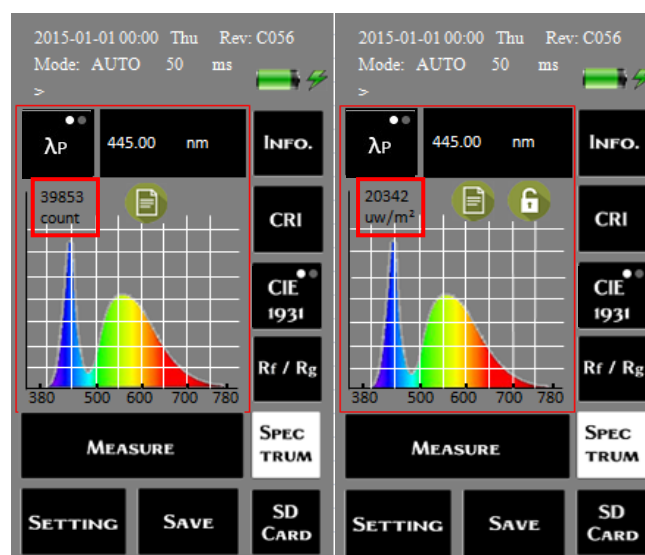 2015-01-01 00:00 Thu Rev: C056
Mode: AUTO 50 ms
>
λP 445.00 nm
INFO.
39853
count
CRI
CIE
1931
Rf / Rg
380 500 600 700 780
MEASURE
SPEC
TRUM
SETTING SAVE
SD
CARD
2015-01-01 00:00 Thu Rev: C056
Mode: AUTO 50 ms
>
λP 445.00 nm
INFO.
20342
uw/m²
CRI
CIE
1931
Rf / Rg
380 500 600 700 780
MEASURE
SPEC
TRUM
SETTING SAVE
SD
CARD